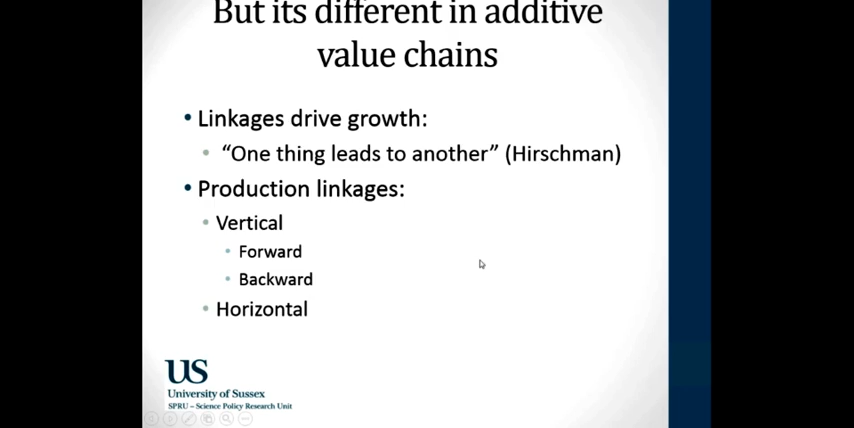 But its different in additive
value chains
• Linkages drive growth:
• “One thing leads to another” (Hirschman)
• Production linkages:
• Vertical
• Forward
• Backward
• Horizontal
US
University of Sussex
SPRU – Science Policy Research Unit